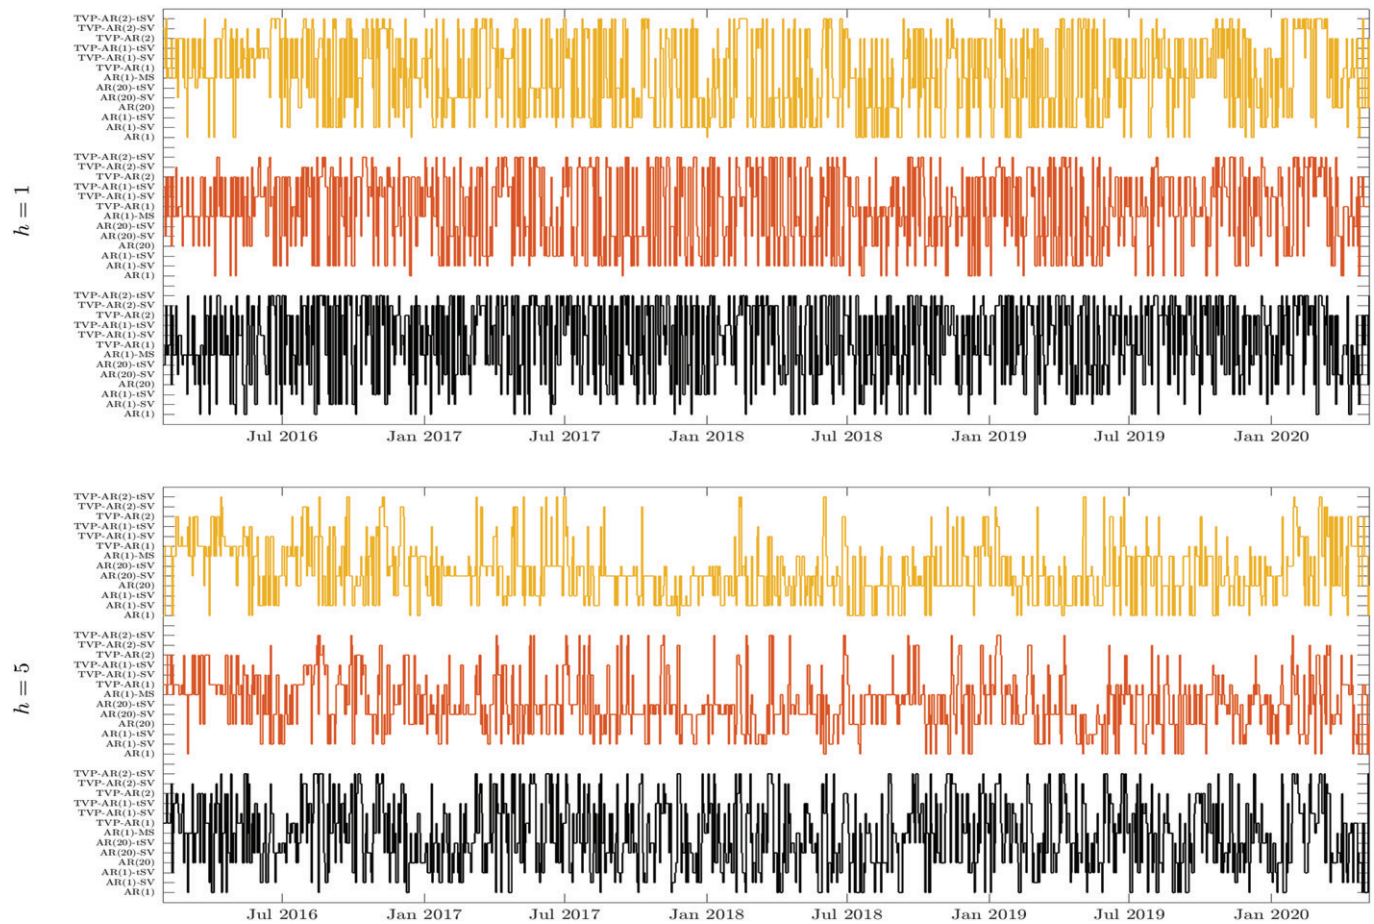 TVP-AR(2)-tSV
TVP-AR(2)-SV
TVP-AR(2)
TVP-AR(1)-tSV
TVP-AR(1)-SV
TVP-AR(1)
AR(1)-MS
AR(20)-tSV
AR(20)-SV
AR(20)
AR(1)-tSV
AR(1)-SV
AR(1)
TVP-AR(2)-tSV
TVP-AR(2)-SV
TVP-AR(2)
TVP-AR(1)-tSV
TVP-AR(1)-SV
TVP-AR(1)
AR(1)-MS
AR(20)-tSV
AR(20)-SV
AR(20)
AR(1)-tSV
AR(1)-SV
AR(1)
TVP-AR(2)-tSV
TVP-AR(2)-SV
TVP-AR(2)
TVP-AR(1)-tSV
TVP-AR(1)-SV
TVP-AR(1)
AR(1)-MS
AR(20)-tSV
AR(20)-SV
AR(20)
AR(1)-tSV
AR(1)-SV
AR(1)
h = 1
Jul 2016 Jan 2017 Jul 2017 Jan 2018 Jul 2018 Jan 2019 Jul 2019 Jan 2020
TVP-AR(2)-tSV
TVP-AR(2)-SV
TVP-AR(2)
TVP-AR(1)-tSV
TVP-AR(1)-SV
TVP-AR(1)
AR(1)-MS
AR(20)-tSV
AR(20)-SV
AR(20)
AR(1)-tSV
AR(1)-SV
AR(1)
TVP-AR(2)-tSV
TVP-AR(2)-SV
TVP-AR(2)
TVP-AR(1)-tSV
TVP-AR(1)-SV
TVP-AR(1)
AR(1)-MS
AR(20)-tSV
AR(20)-SV
AR(20)
AR(1)-tSV
AR(1)-SV
AR(1)
TVP-AR(2)-tSV
TVP-AR(2)-SV
TVP-AR(2)
TVP-AR(1)-tSV
TVP-AR(1)-SV
TVP-AR(1)
AR(1)-MS
AR(20)-tSV
AR(20)-SV
AR(20)
AR(1)-tSV
AR(1)-SV
AR(1)
h = 5
Jul 2016 Jan 2017 Jul 2017 Jan 2018 Jul 2018 Jan 2019 Jul 2019 Jan 2020